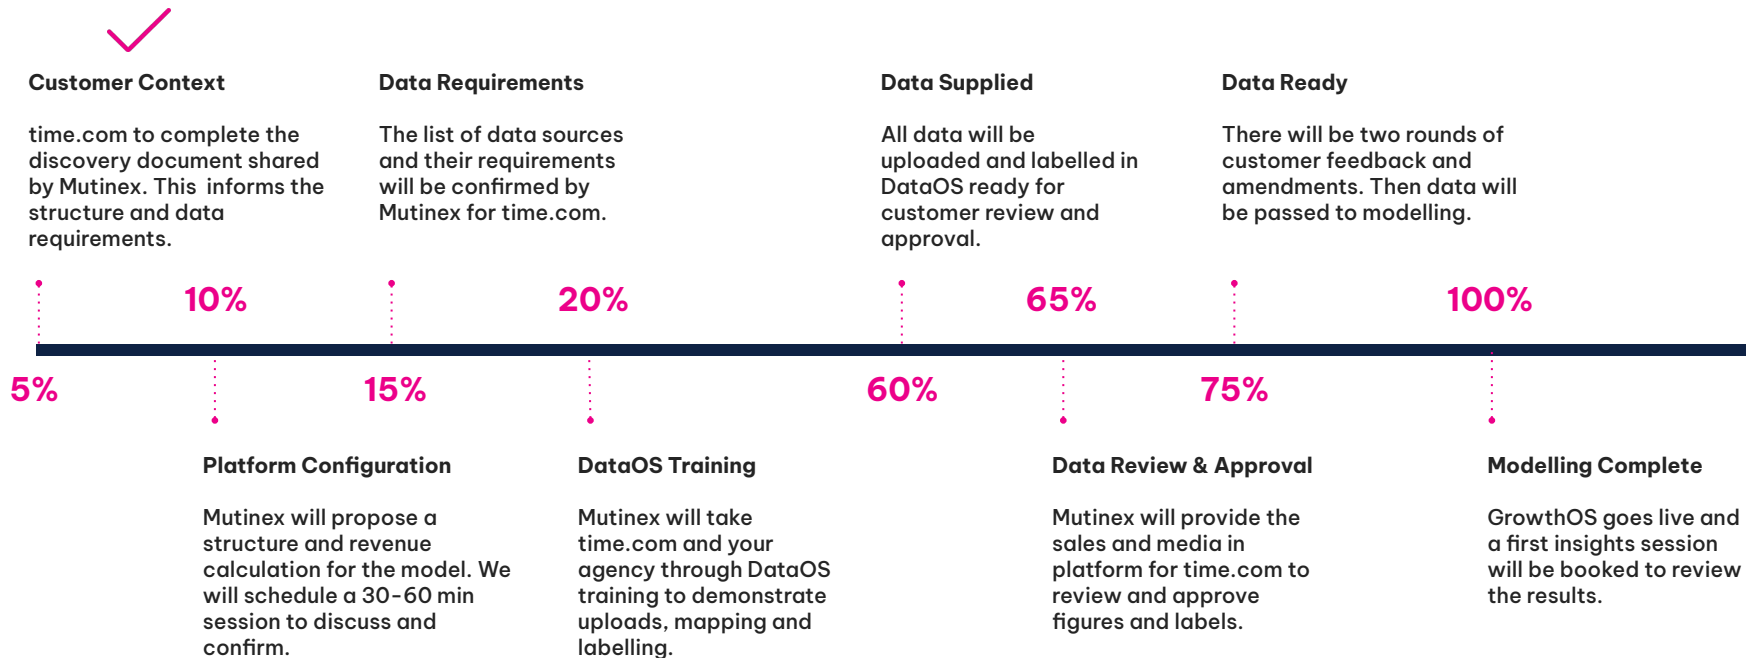 Customer Context
time.com to complete the
discovery document shared
by Mutinex. This  informs the
structure and data
requirements.
Data Requirements
The list of data sources
and their requirements
will be confirmed by
Mutinex for time.com.
Data Supplied
All data will be
uploaded and labelled in
DataOS ready for
customer review and
approval.
Data Ready
There will be two rounds of
customer feedback and
amendments. Then data will
be passed to modelling.
10%
20%
65%
100%
5%
15%
60%
75%
Platform Configuration
Mutinex will propose a
structure and revenue
calculation for the model. We
will schedule a 30-60 min
session to discuss and
confirm.
DataOS Training
Mutinex will take
time.com and your
agency through DataOS
training to demonstrate
uploads, mapping and
labelling.
Data Review & Approval
Mutinex will provide the
sales and media in
platform for time.com to
review and approve
figures and labels.
Modelling Complete
GrowthOS goes live and
a first insights session
will be booked to review
the results.